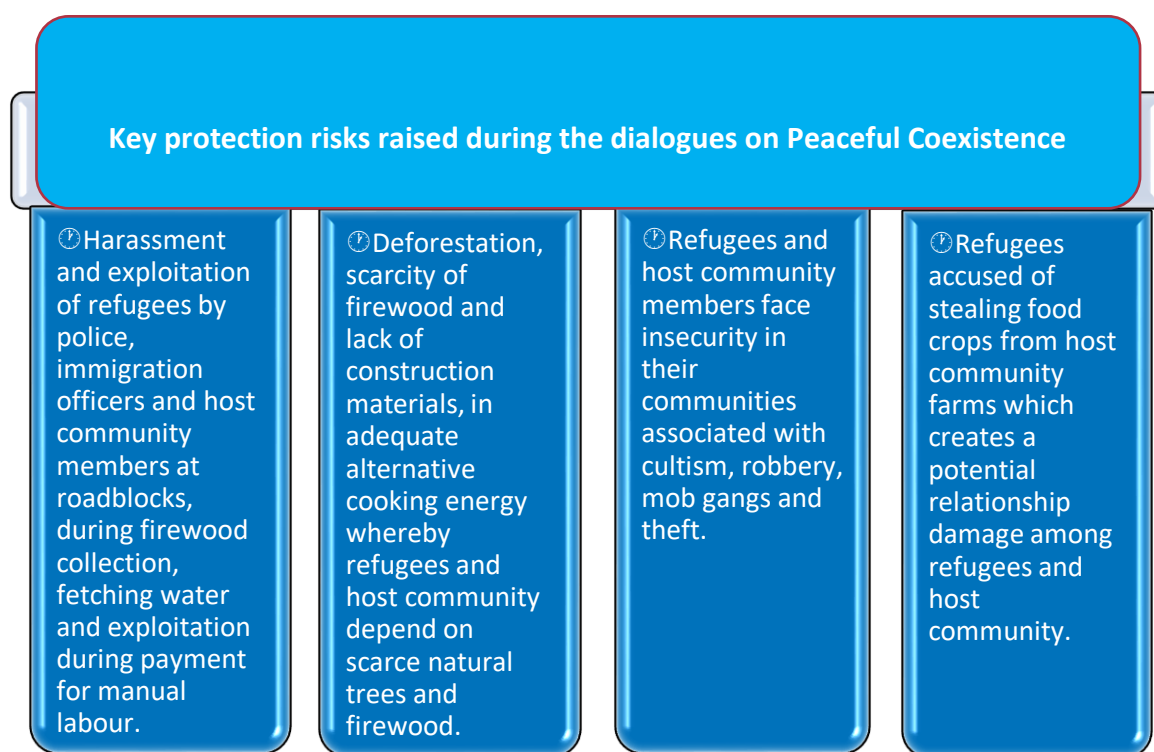 Key protection risks raised during the dialogues on Peaceful Coexistence
🕐Harassment
and exploitation
of refugees by
police,
immigration
officers and host
community
members at
roadblocks,
during firewood
collection,
fetching water
and exploitation
during payment
for manual
labour.
🕐Deforestation,
scarcity of
firewood and
lack of
construction
materials, in
adequate
alternative
cooking energy
whereby
refugees and
host community
depend on
scarce natural
trees and
firewood.
🕐Refugees and
host community
members face
insecurity in
their
communities
associated with
cultism, robbery,
mob gangs and
theft.
🕐Refugees
accused of
stealing food
crops from host
community
farms which
creates a
potential
relationship
damage among
refugees and
host
community.